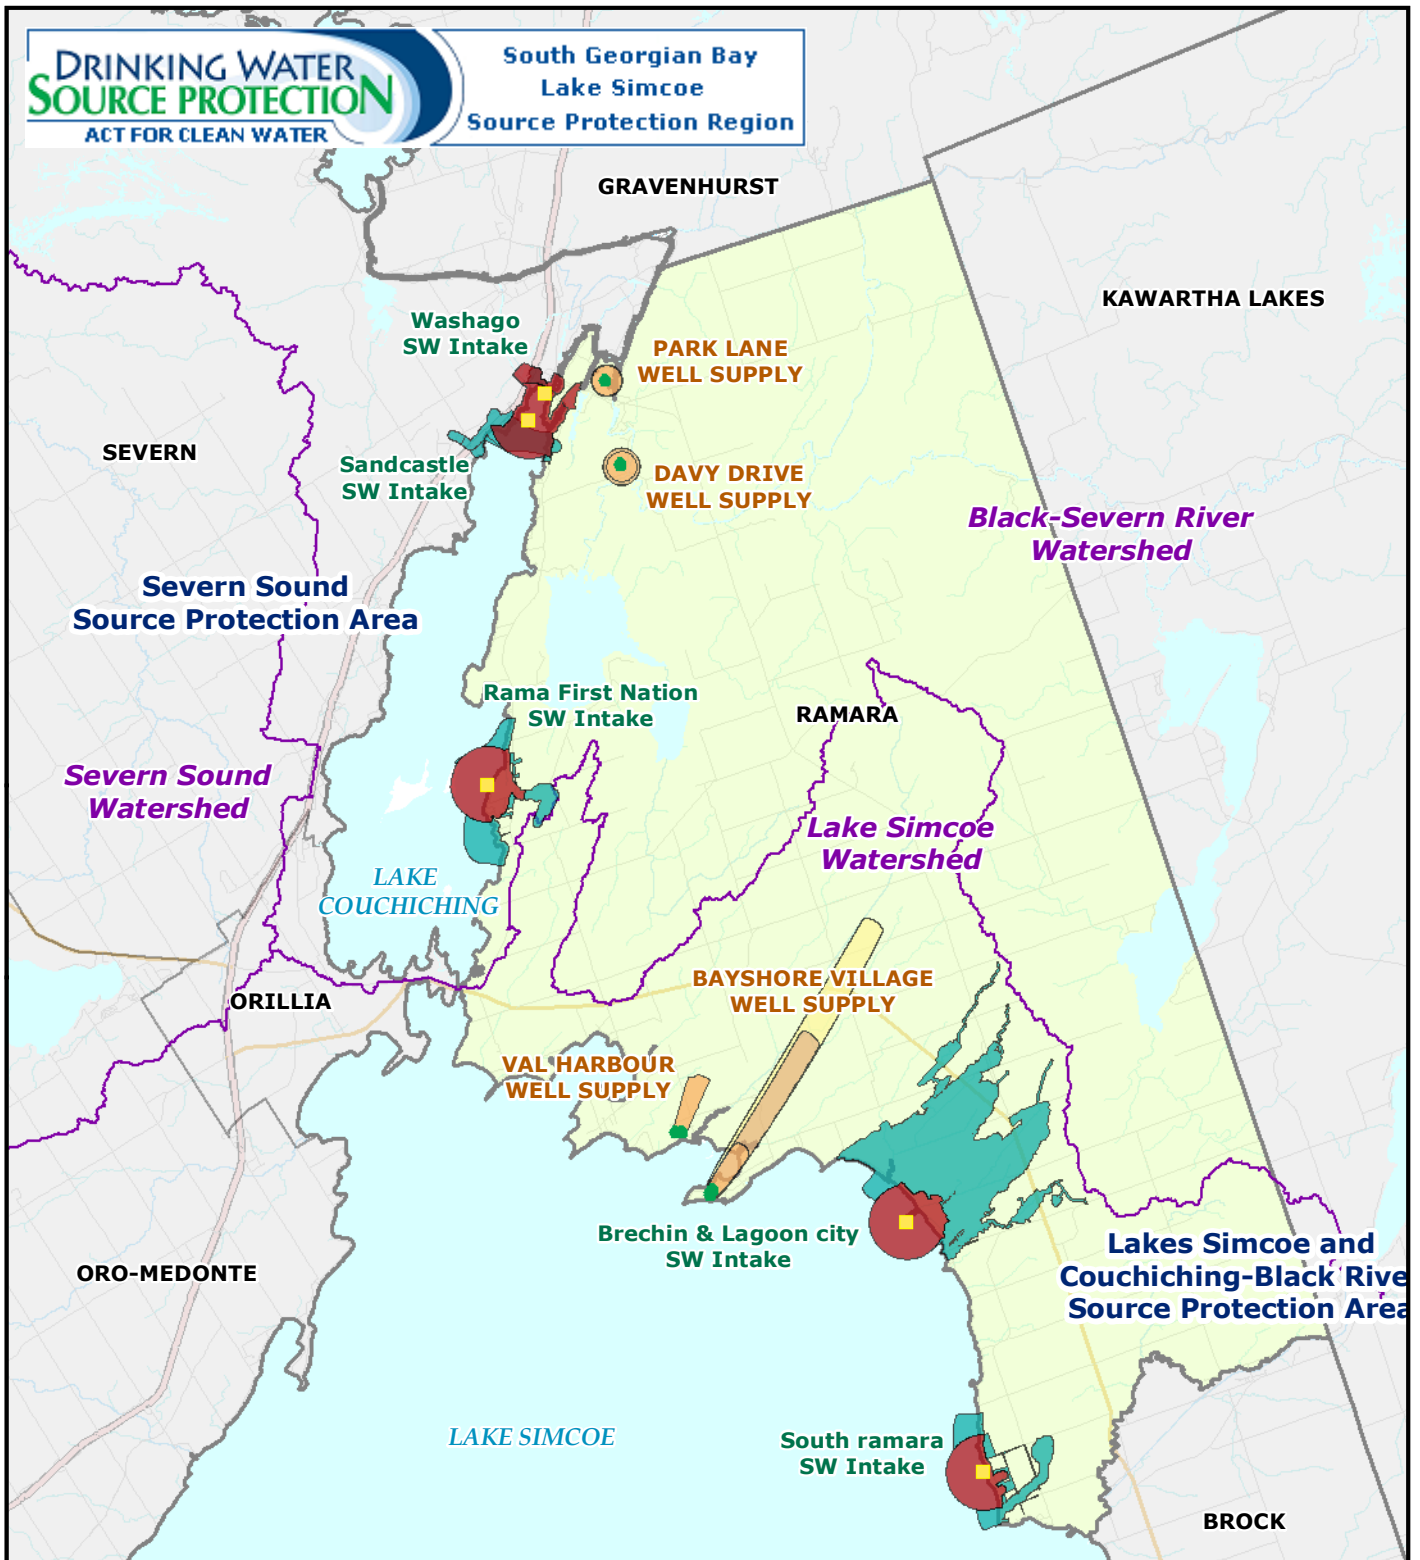 DRINKING WATER
SOURCE PROTECTION
ACT FOR CLEAN WATER
South Georgian Bay
Lake Simcoe
Source Protection Region
GRAVENHURST
KAWARTHA LAKES
Washago
SW Intake
PARK LANE
WELL SUPPLY
SEVERN
Sandcastle
SW Intake
DAVY DRIVE
WELL SUPPLY
Black-Severn River
Watershed
Severn Sound
Source Protection Area
Rama First Nation
SW Intake
RAMARA
Severn Sound
Watershed
Lake Simcoe
Watershed
LAKE
COUCHICHING
BAYSHORE VILLAGE
WELL SUPPLY
ORILLIA
VAL HARBOUR
WELL SUPPLY
Brechin & Lagoon city
SW Intake
Lakes Simcoe and
Couchiching-Black Rive
Source Protection Area
ORO-MEDONTE
LAKE SIMCOE
South ramara
SW Intake
BROCK